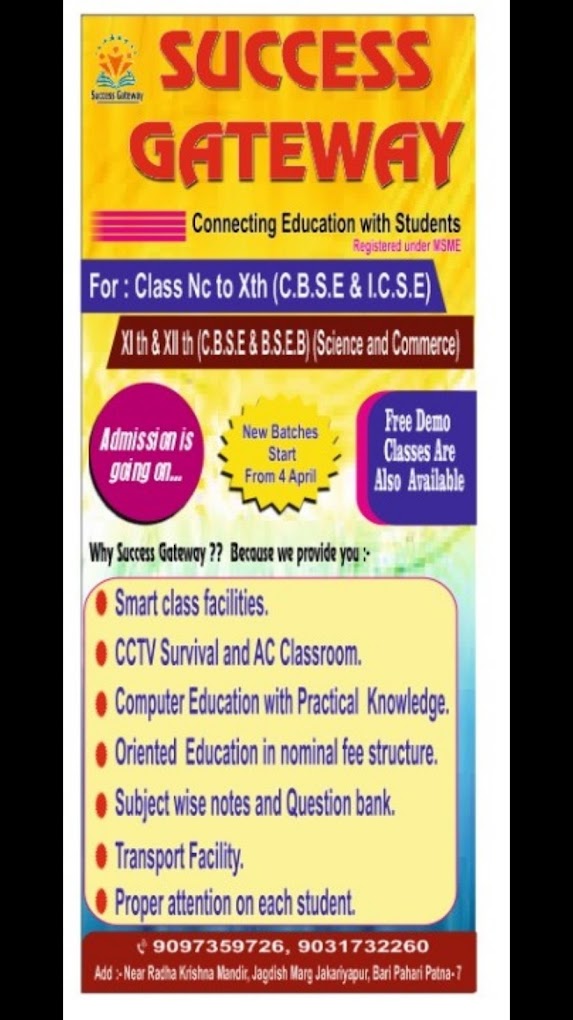 Success Gateway
SUCCESS
GATEWAY
Connecting Education with Students
Registered under MSME
For : Class Nc to Xth (C.B.S.E & I.C.S.E)
XI th & XII th (C.B.S.E & B.S.E.B) (Science and Commerce)
Admission is
going on...
New Batches
Start
From 4 April
Free Demo
Classes Are
Also Available
Why Success Gateway ?? Because we provide you :-
Smart class facilities.
CCTV Survival and AC Classroom.
Computer Education with Practical Knowledge.
Oriented Education in nominal fee structure.
Subject wise notes and Question bank.
Transport Facility.
Proper attention on each student.
9097359726, 9031732260
Add :- Near Radha Krishna Mandir, Jagdish Marg Jakariyapur, Bari Pahari Patna- 7